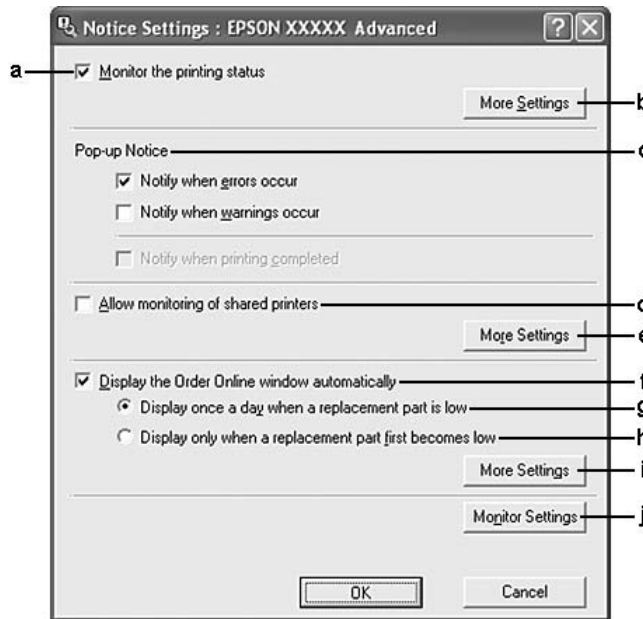 Notice Settings : EPSON XXXXX Advanced
a
Monitor the printing status
More Settings
b
Pop-up Notice
Notify when errors occur
Notify when warnings occur
Notify when printing completed
Allow monitoring of shared printers
More Settings
e
Display the Order Online window automatically
f
Display once a day when a replacement part is low
g
Display only when a replacement part first becomes low
h
More Settings
i
Monitor Settings
j
OK
Cancel